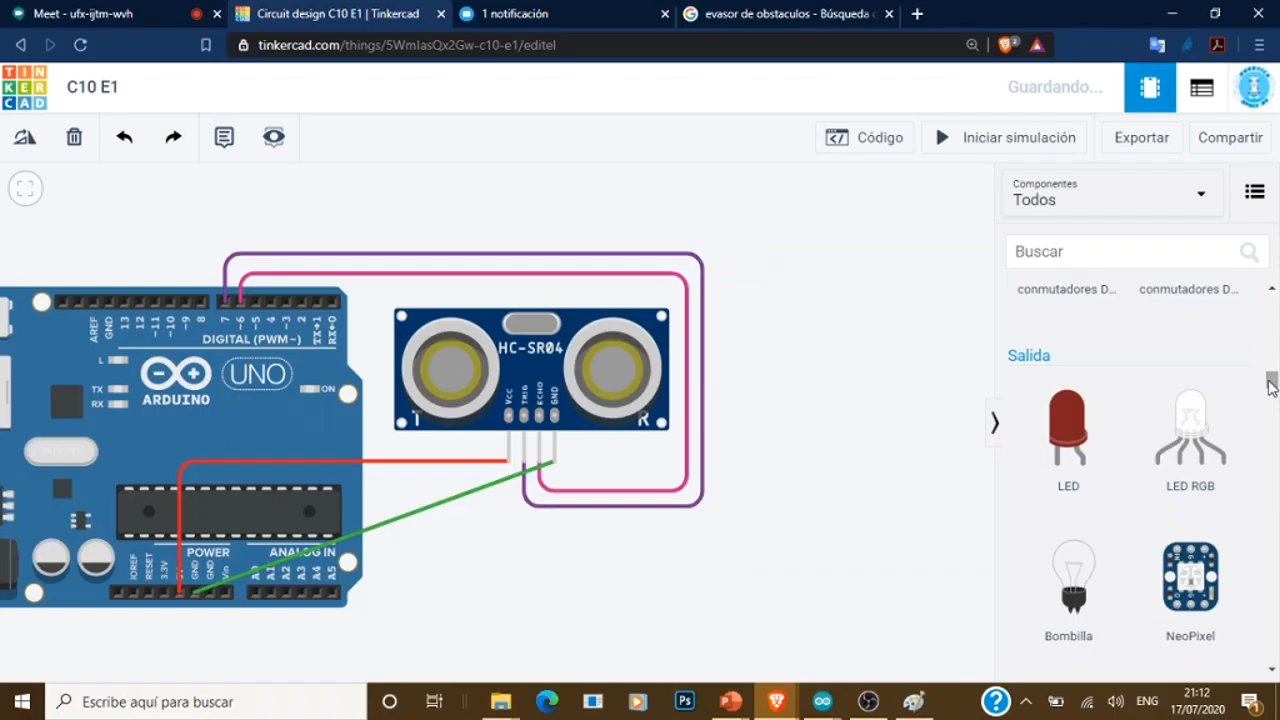 Meet - ufx-ijtm-wvh
Circuit design C10 E1 | Tinkercad
1 notificación
evasor de obstaculos - Búsqueda
tinkercad.com/things/5WmIasQx2Gw-c10-e1/editel
2
TIN
KER
CAD
C10 E1
Guardando...
Código
Iniciar simulación
Exportar
Compartir
Componentes
Todos
Buscar
conmutadores D...
conmutadores D...
Salida
LED
LED RGB
Bombilla
NeoPixel
AREF
GND
13
12
~11
~10
~9
8
7
~6
~5
4
~3
2
TX→1
RX←0
DIGITAL (PWM~)
L
TX
RX
ARDUINO
UNO
ON
HC-SR04
VCC
TRIG
ECHO
GND
T
R
IOREF
RESET
3.3V
GND
GND
Vin
POWER
ANALOG IN
A0
A1
A2
A3
A4
A5
Escribe aquí para buscar
Ps
ENG
21:12
17/07/2020
1